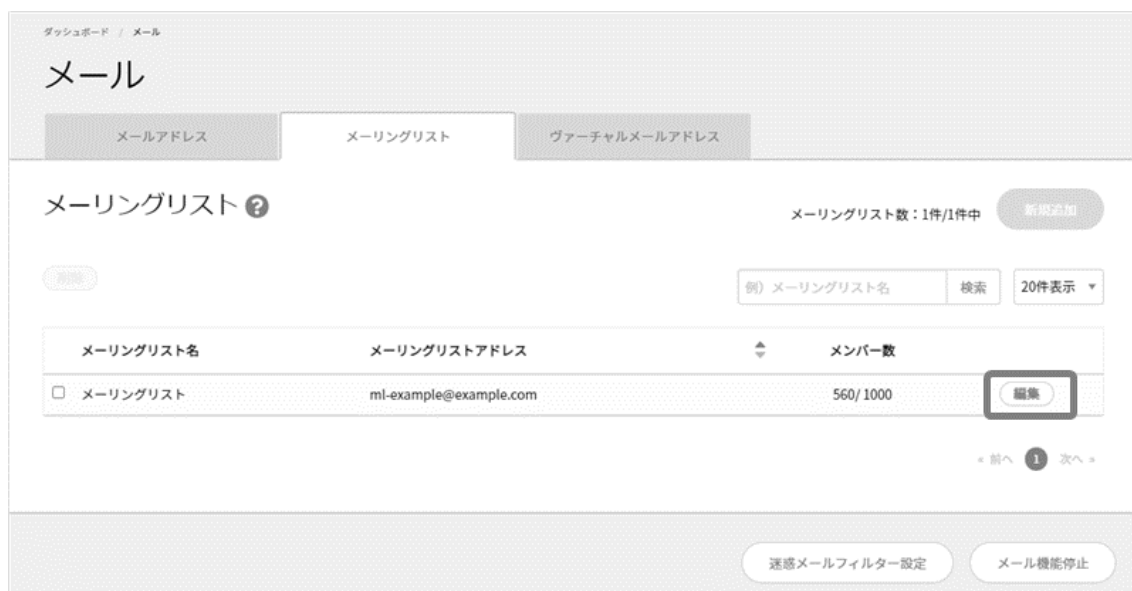 ダッシュボード / メール
メール
メールアドレス メーリングリスト ヴァーチャルメールアドレス
メーリングリスト ?
メーリングリスト数：1件/1件中 新規追加
削除
例）メーリングリスト名 検索 20件表示
メーリングリスト名 メーリングリストアドレス メンバー数
メーリングリスト ml-example@example.com 560/ 1000 編集
« 前へ 1 次へ »
迷惑メールフィルター設定 メール機能停止